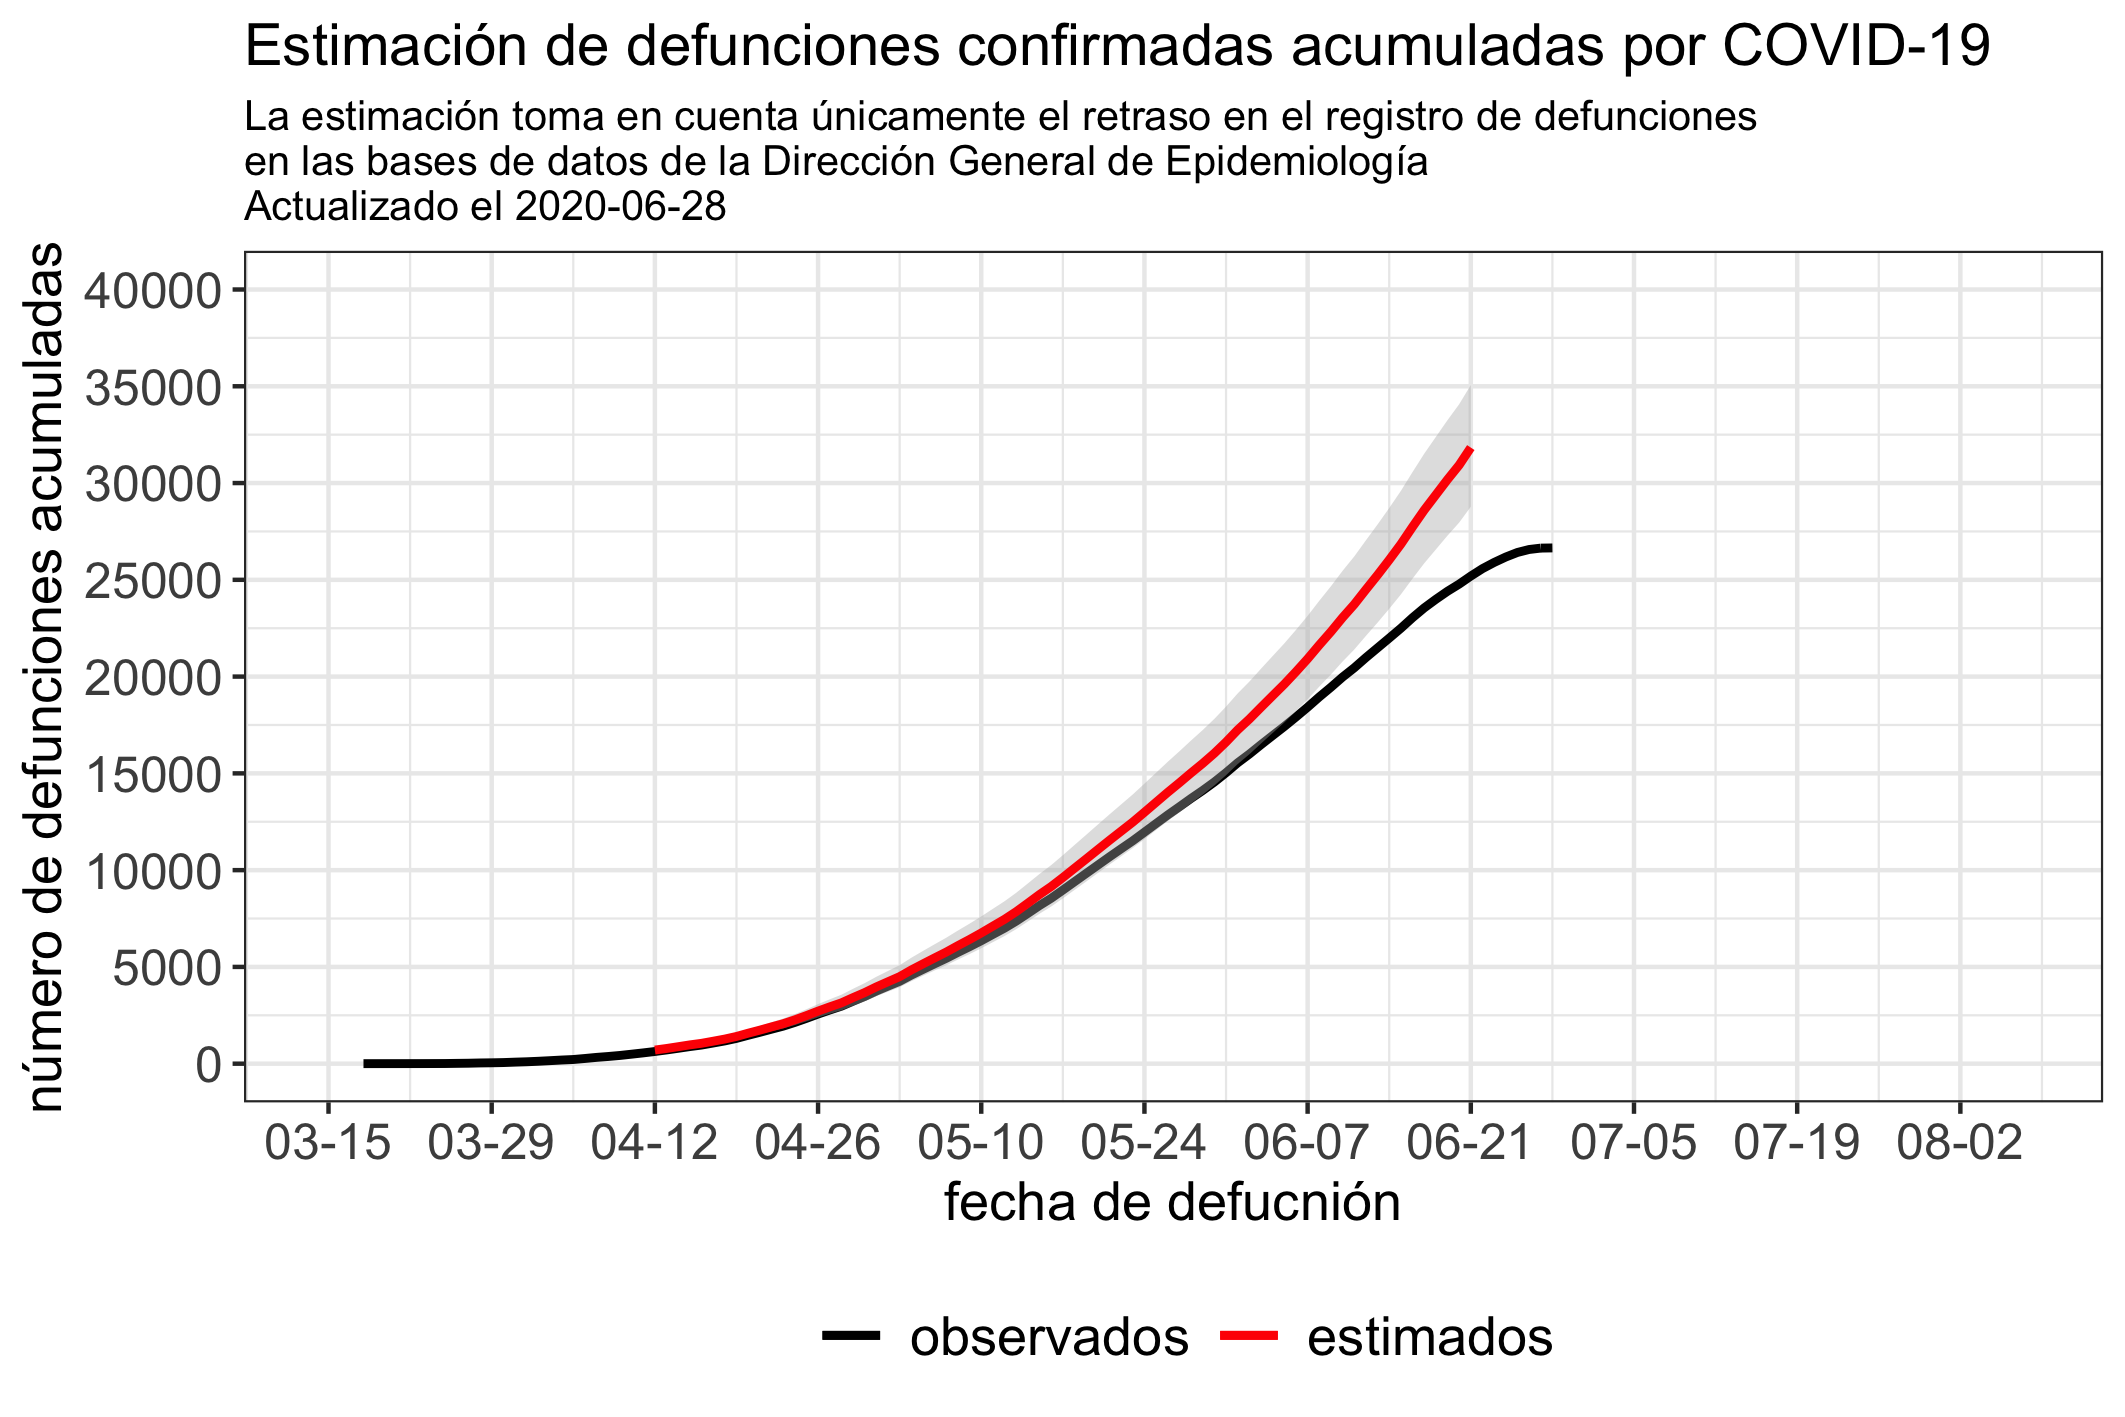 Estimación de defunciones confirmadas acumuladas por COVID-19
La estimación toma en cuenta únicamente el retraso en el registro de defunciones
en las bases de datos de la Dirección General de Epidemiología
Actualizado el 2020-06-28
número de defunciones acumuladas
40000
35000
30000
25000
20000
15000
10000
5000
0
03-15 03-29 04-12 04-26 05-10 05-24 06-07 06-21 07-05 07-19 08-02
fecha de defucnión
observados estimados